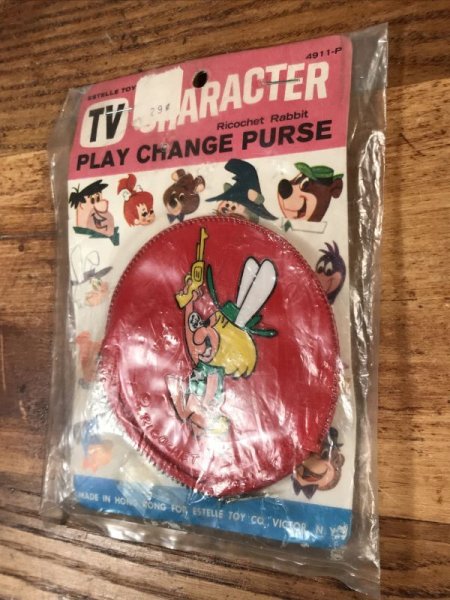 4911-P
ESTELLE TOY
29¢
TV CHARACTER
Ricochet Rabbit
PLAY CHANGE PURSE
MADE IN HONG KONG FOR ESTELLE TOY CO., VICTOR, N. Y.